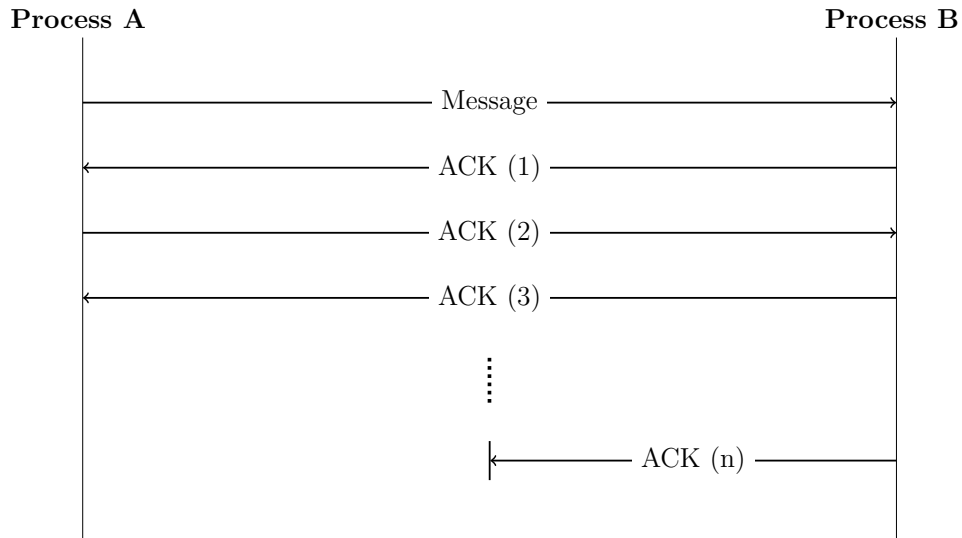 Process A
Process B
Message
ACK (1)
ACK (2)
ACK (3)
ACK (n)